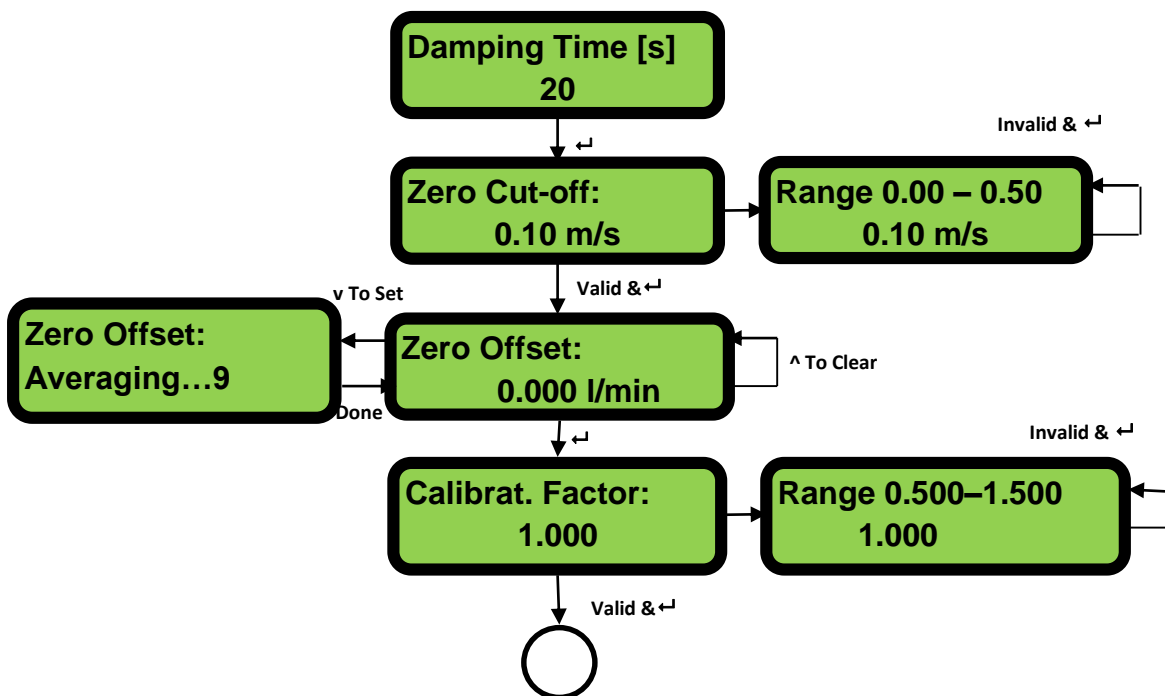 Damping Time [s]
20
↵
Invalid & ↵
Zero Cut-off:
0.10 m/s
Range 0.00 – 0.50
0.10 m/s
Valid & ↵
v To Set
Zero Offset:
Averaging…9
Zero Offset:
0.000 l/min
^ To Clear
Done
↵
Invalid & ↵
Calibrat. Factor:
1.000
Range 0.500–1.500
1.000
Valid & ↵